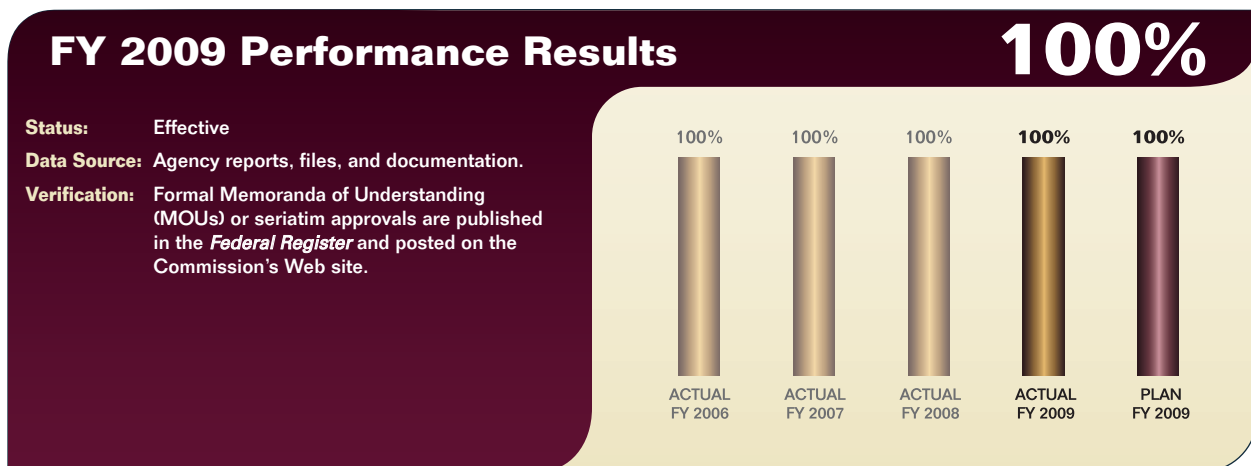 FY 2009 Performance Results
100%
Status: Effective
Data Source: Agency reports, files, and documentation.
Verification: Formal Memoranda of Understanding
(MOUs) or seriatim approvals are published
in the Federal Register and posted on the
Commission's Web site.
100% 100% 100% 100% 100%
ACTUAL ACTUAL ACTUAL ACTUAL PLAN
FY 2006 FY 2007 FY 2008 FY 2009 FY 2009